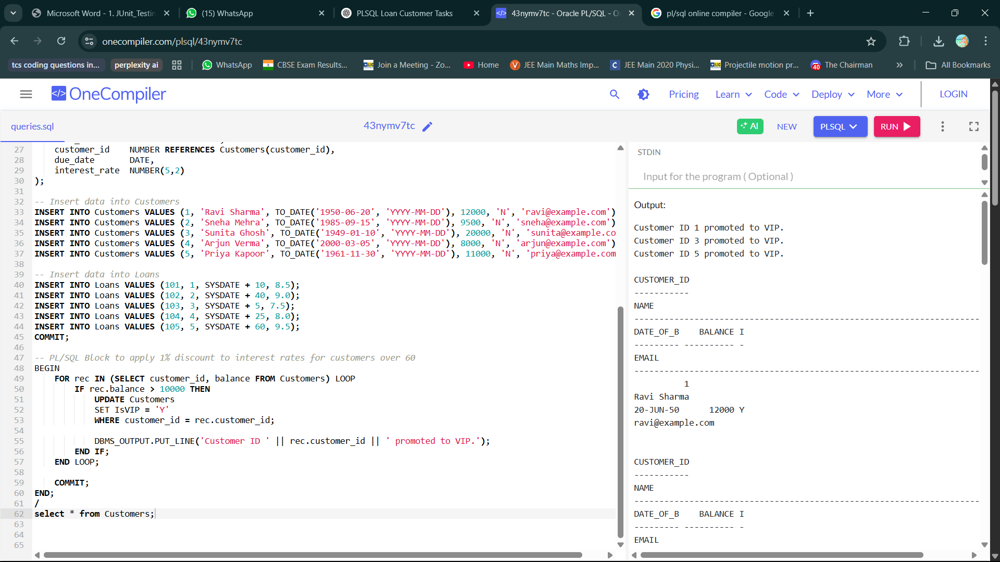 Microsoft Word - 1. JUnit_Testin
(15) WhatsApp
PLSQL Loan Customer Tasks
43nymv7tc - Oracle PL/SQL - O
pl/sql online compiler - Google
onecompiler.com/plsql/43nymv7tc
tcs coding questions in...
perplexity ai
WhatsApp
CBSE Exam Results...
Join a Meeting - Zo...
Home
JEE Main Maths Imp...
JEE Main 2020 Physi...
Projectile motion pr...
The Chairman
All Bookmarks
OneCompiler
Pricing
Learn
Code
Deploy
More
LOGIN
queries.sql
43nymv7tc
AI
NEW
PLSQL
RUN
27 customer_id    NUMBER REFERENCES Customers(customer_id),
28 due_date       DATE,
29 interest_rate  NUMBER(5,2)
30 );
31
32 -- Insert data into Customers
33 INSERT INTO Customers VALUES (1, 'Ravi Sharma', TO_DATE('1950-06-20', 'YYYY-MM-DD'), 12000, 'N', 'ravi@example.com')
34 INSERT INTO Customers VALUES (2, 'Sneha Mehra', TO_DATE('1985-09-15', 'YYYY-MM-DD'), 9500, 'N', 'sneha@example.com')
35 INSERT INTO Customers VALUES (3, 'Sunita Ghosh', TO_DATE('1949-01-10', 'YYYY-MM-DD'), 20000, 'N', 'sunita@example.co
36 INSERT INTO Customers VALUES (4, 'Arjun Verma', TO_DATE('2000-03-05', 'YYYY-MM-DD'), 8000, 'N', 'arjun@example.com')
37 INSERT INTO Customers VALUES (5, 'Priya Kapoor', TO_DATE('1961-11-30', 'YYYY-MM-DD'), 11000, 'N', 'priya@example.com
38
39 -- Insert data into Loans
40 INSERT INTO Loans VALUES (101, 1, SYSDATE + 10, 8.5);
41 INSERT INTO Loans VALUES (102, 2, SYSDATE + 40, 9.0);
42 INSERT INTO Loans VALUES (103, 3, SYSDATE + 5, 7.5);
43 INSERT INTO Loans VALUES (104, 4, SYSDATE + 25, 8.0);
44 INSERT INTO Loans VALUES (105, 5, SYSDATE + 60, 9.5);
45 COMMIT;
46
47 -- PL/SQL Block to apply 1% discount to interest rates for customers over 60
48 BEGIN
49 FOR rec IN (SELECT customer_id, balance FROM Customers) LOOP
50 IF rec.balance > 10000 THEN
51 UPDATE Customers
52 SET IsVIP = 'Y'
53 WHERE customer_id = rec.customer_id;
54
55 DBMS_OUTPUT.PUT_LINE('Customer ID ' || rec.customer_id || ' promoted to VIP.');
56 END IF;
57 END LOOP;
58
59 COMMIT;
60 END;
61 /
62 select * from Customers;
63
64
65
STDIN
Input for the program ( Optional )
Output:
Customer ID 1 promoted to VIP.
Customer ID 3 promoted to VIP.
Customer ID 5 promoted to VIP.
CUSTOMER_ID
-----------
NAME
---------------------------------------------------------------------
DATE_OF_B    BALANCE I
--------- ---------- -
EMAIL
---------------------------------------------------------------------
1
Ravi Sharma
20-JUN-50      12000 Y
ravi@example.com
CUSTOMER_ID
-----------
NAME
---------------------------------------------------------------------
DATE_OF_B    BALANCE I
--------- ---------- -
EMAIL